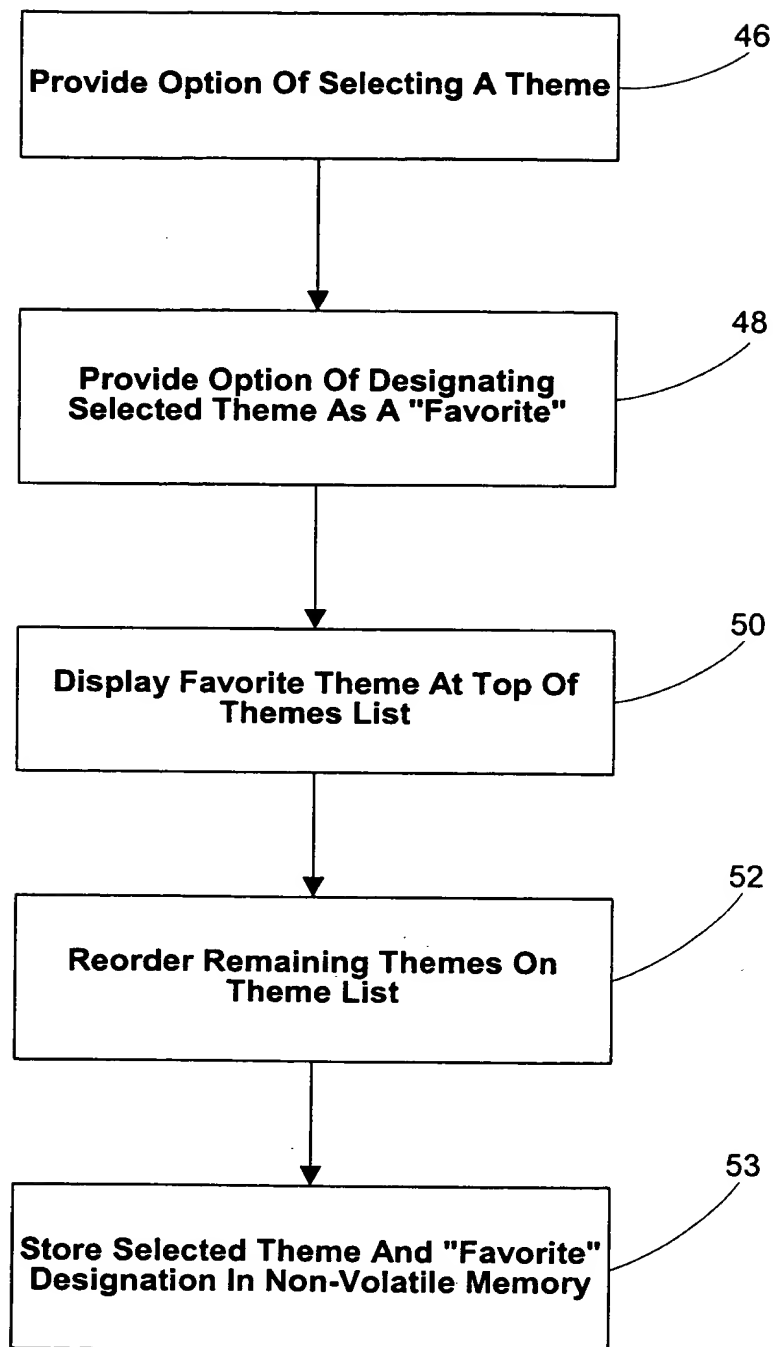 46
Provide Option Of Selecting A Theme
48
Provide Option Of Designating
Selected Theme As A "Favorite"
50
Display Favorite Theme At Top Of
Themes List
52
Reorder Remaining Themes On
Theme List
53
Store Selected Theme And "Favorite"
Designation In Non-Volatile Memory